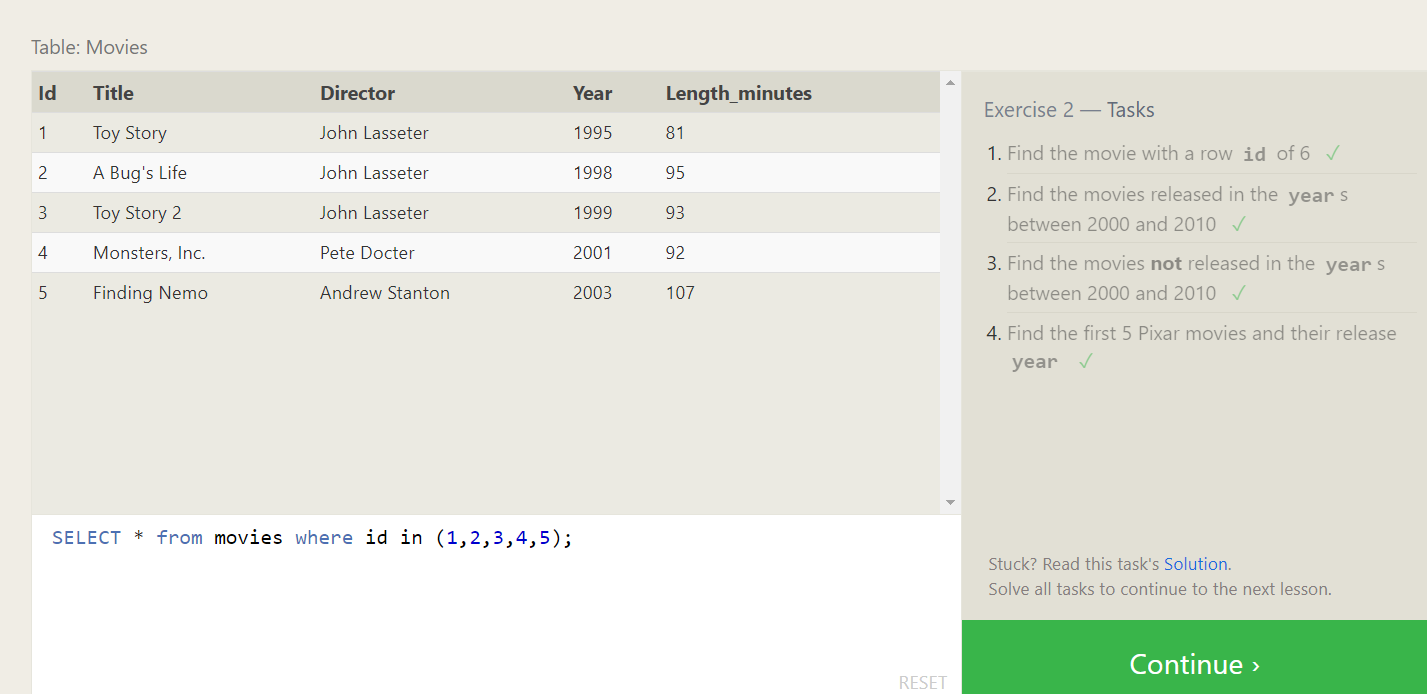 Table: Movies
Id Title Director Year Length_minutes
1 Toy Story John Lasseter 1995 81
2 A Bug's Life John Lasseter 1998 95
3 Toy Story 2 John Lasseter 1999 93
4 Monsters, Inc. Pete Docter 2001 92
5 Finding Nemo Andrew Stanton 2003 107
SELECT * from movies where id in (1,2,3,4,5);
RESET
Exercise 2 — Tasks
1. Find the movie with a row id of 6 ✓
2. Find the movies released in the year s
between 2000 and 2010 ✓
3. Find the movies not released in the year s
between 2000 and 2010 ✓
4. Find the first 5 Pixar movies and their release
year ✓
Stuck? Read this task's Solution.
Solve all tasks to continue to the next lesson.
Continue ›